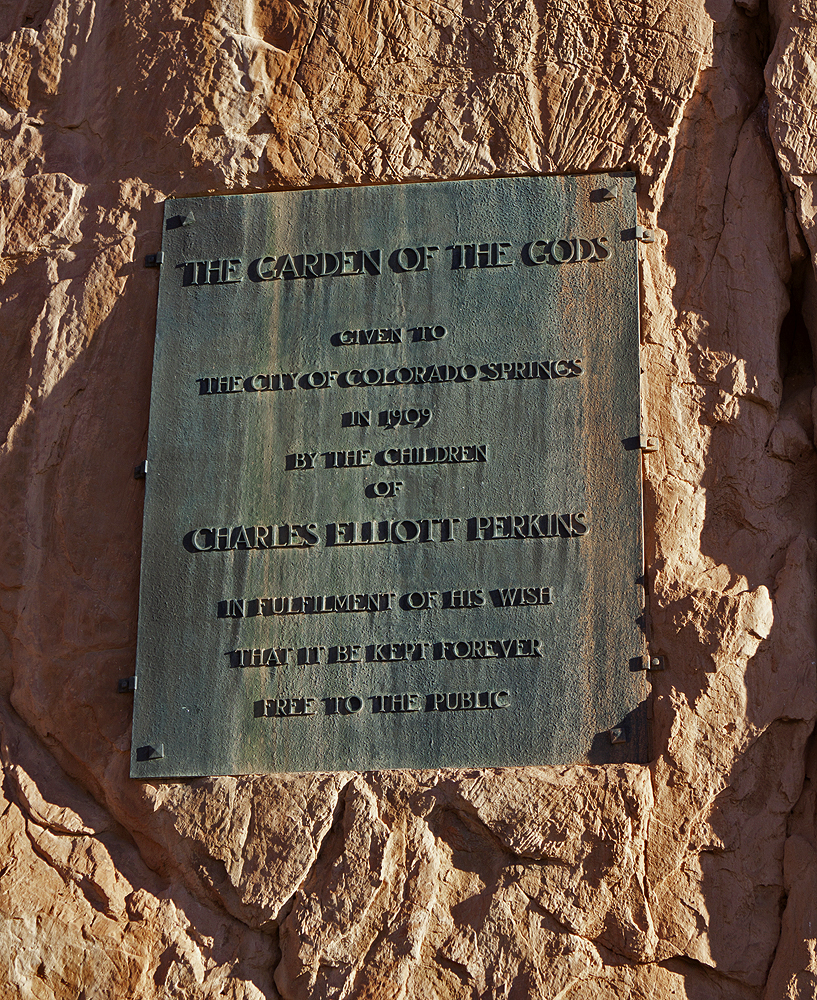 THE GARDEN OF THE GODS
GIVEN TO
THE CITY OF COLORADO SPRINGS
IN 1909
BY THE CHILDREN
OF
CHARLES ELLIOTT PERKINS
IN FULFILMENT OF HIS WISH
THAT IT BE KEPT FOREVER
FREE TO THE PUBLIC